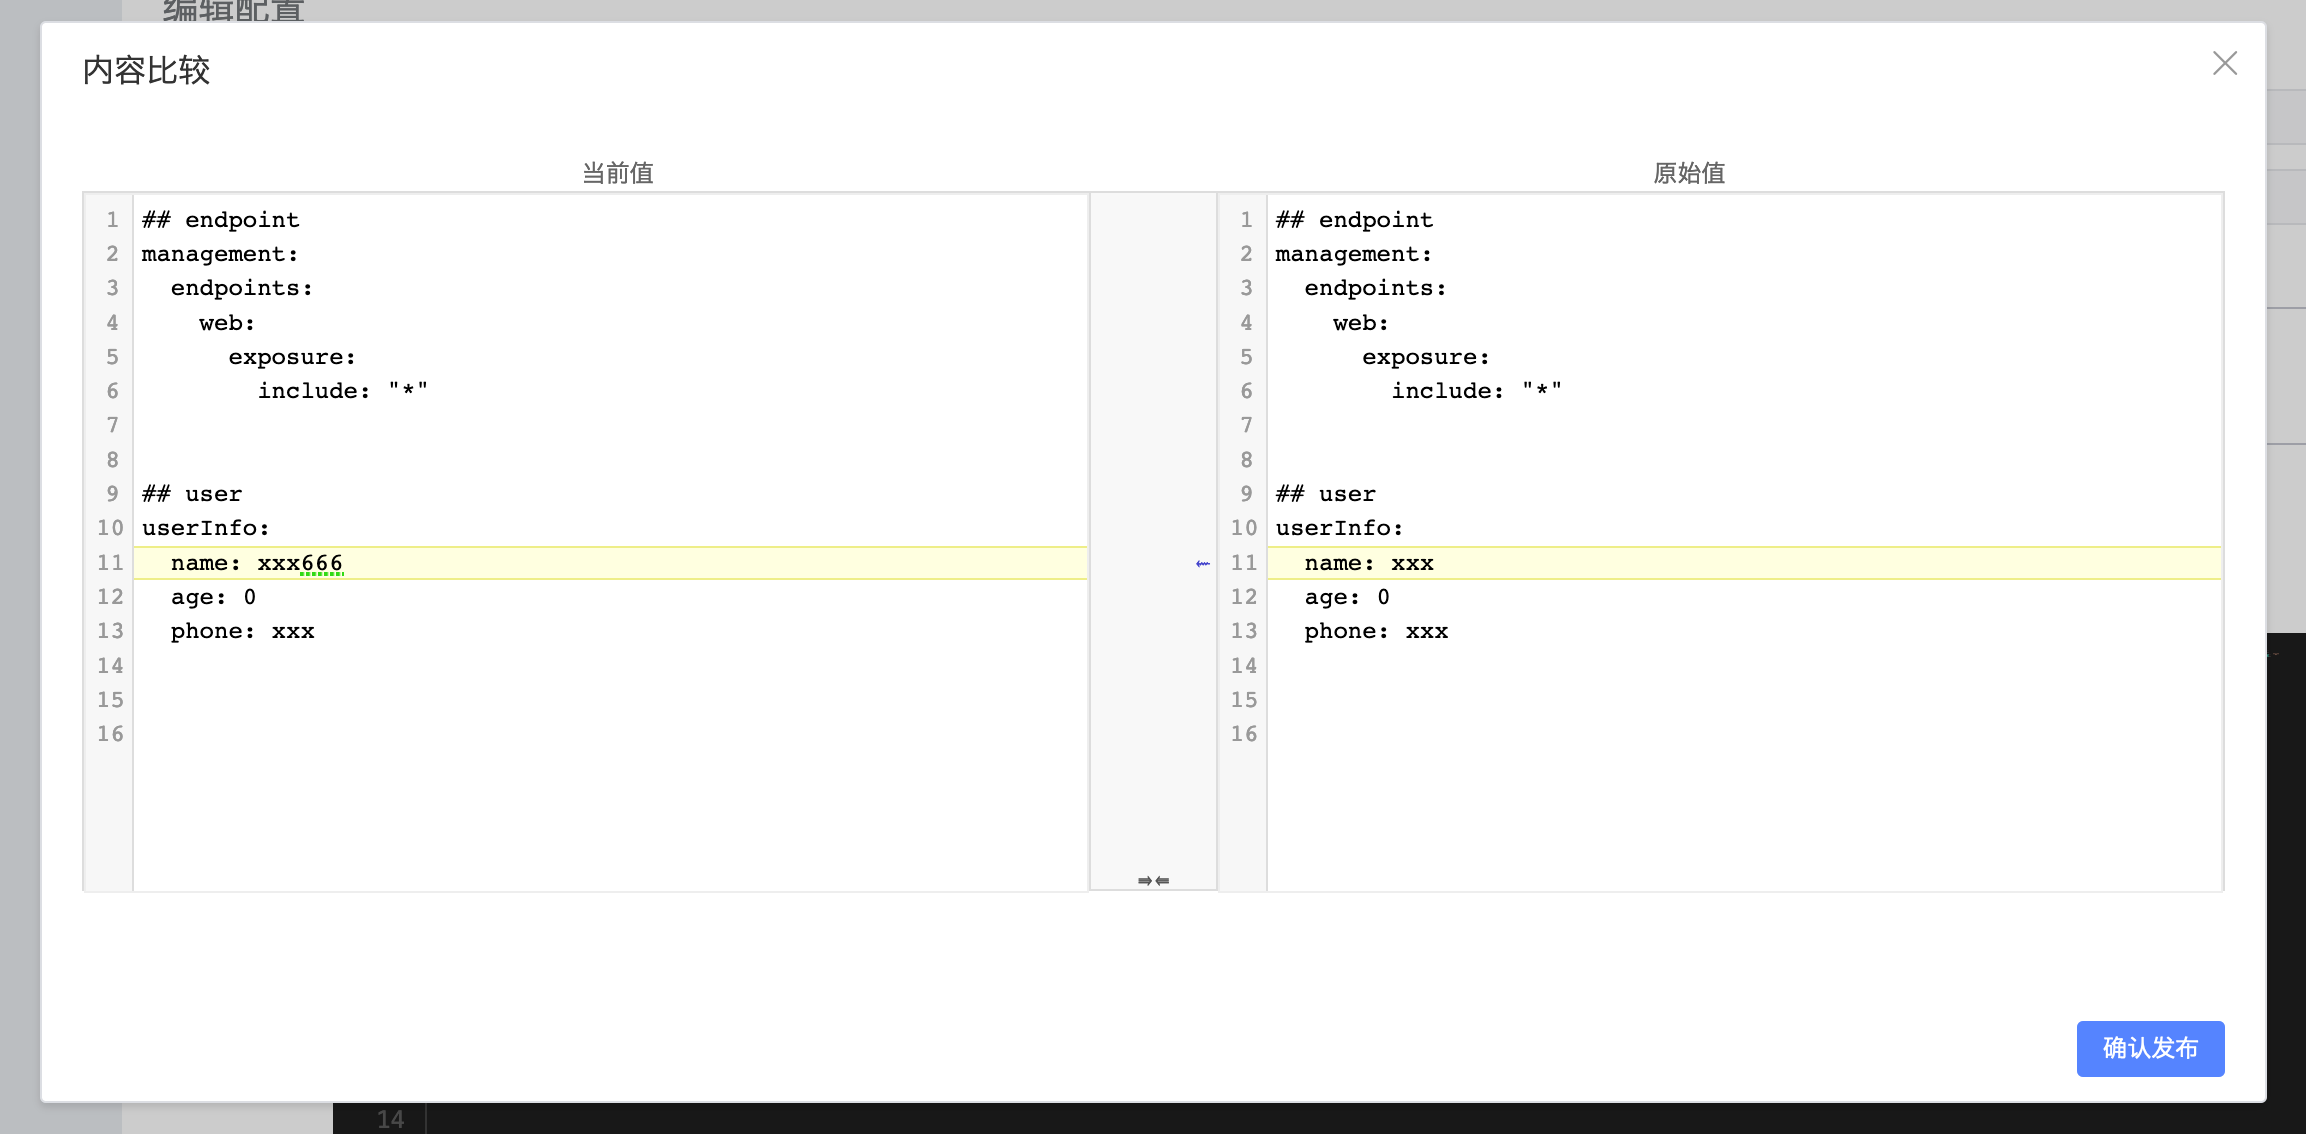 编辑配置
内容比较
当前值
1 ## endpoint
2 management:
3   endpoints:
4     web:
5       exposure:
6         include: "*"
7
8
9 ## user
10 userInfo:
11   name: xxx666
12   age: 0
13   phone: xxx
14
15
16
原始值
1 ## endpoint
2 management:
3   endpoints:
4     web:
5       exposure:
6         include: "*"
7
8
9 ## user
10 userInfo:
11   name: xxx
12   age: 0
13   phone: xxx
14
15
16
确认发布
14